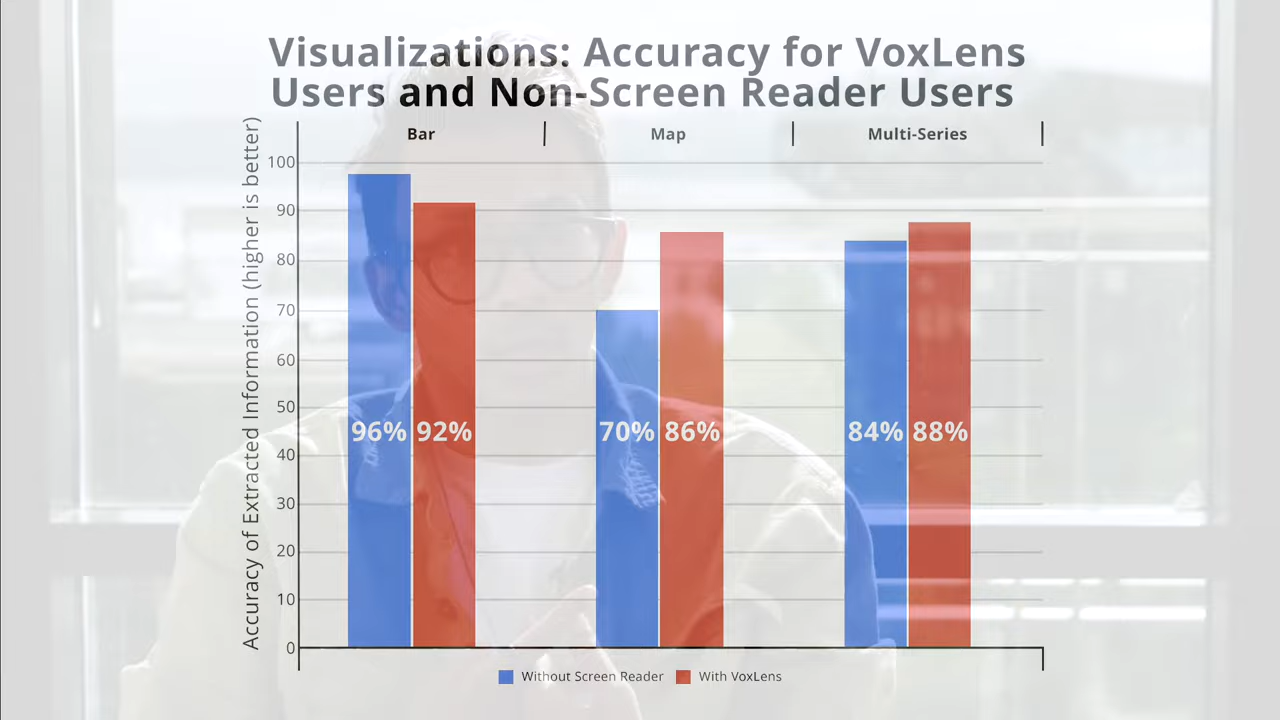 Visualizations: Accuracy for VoxLens
Users and Non-Screen Reader Users
Bar
Map
Multi-Series
Accuracy of Extracted Information (higher is better)
100
90
80
70
60
50
40
30
20
10
0
96% 92%
70% 86%
84% 88%
Without Screen Reader
With VoxLens